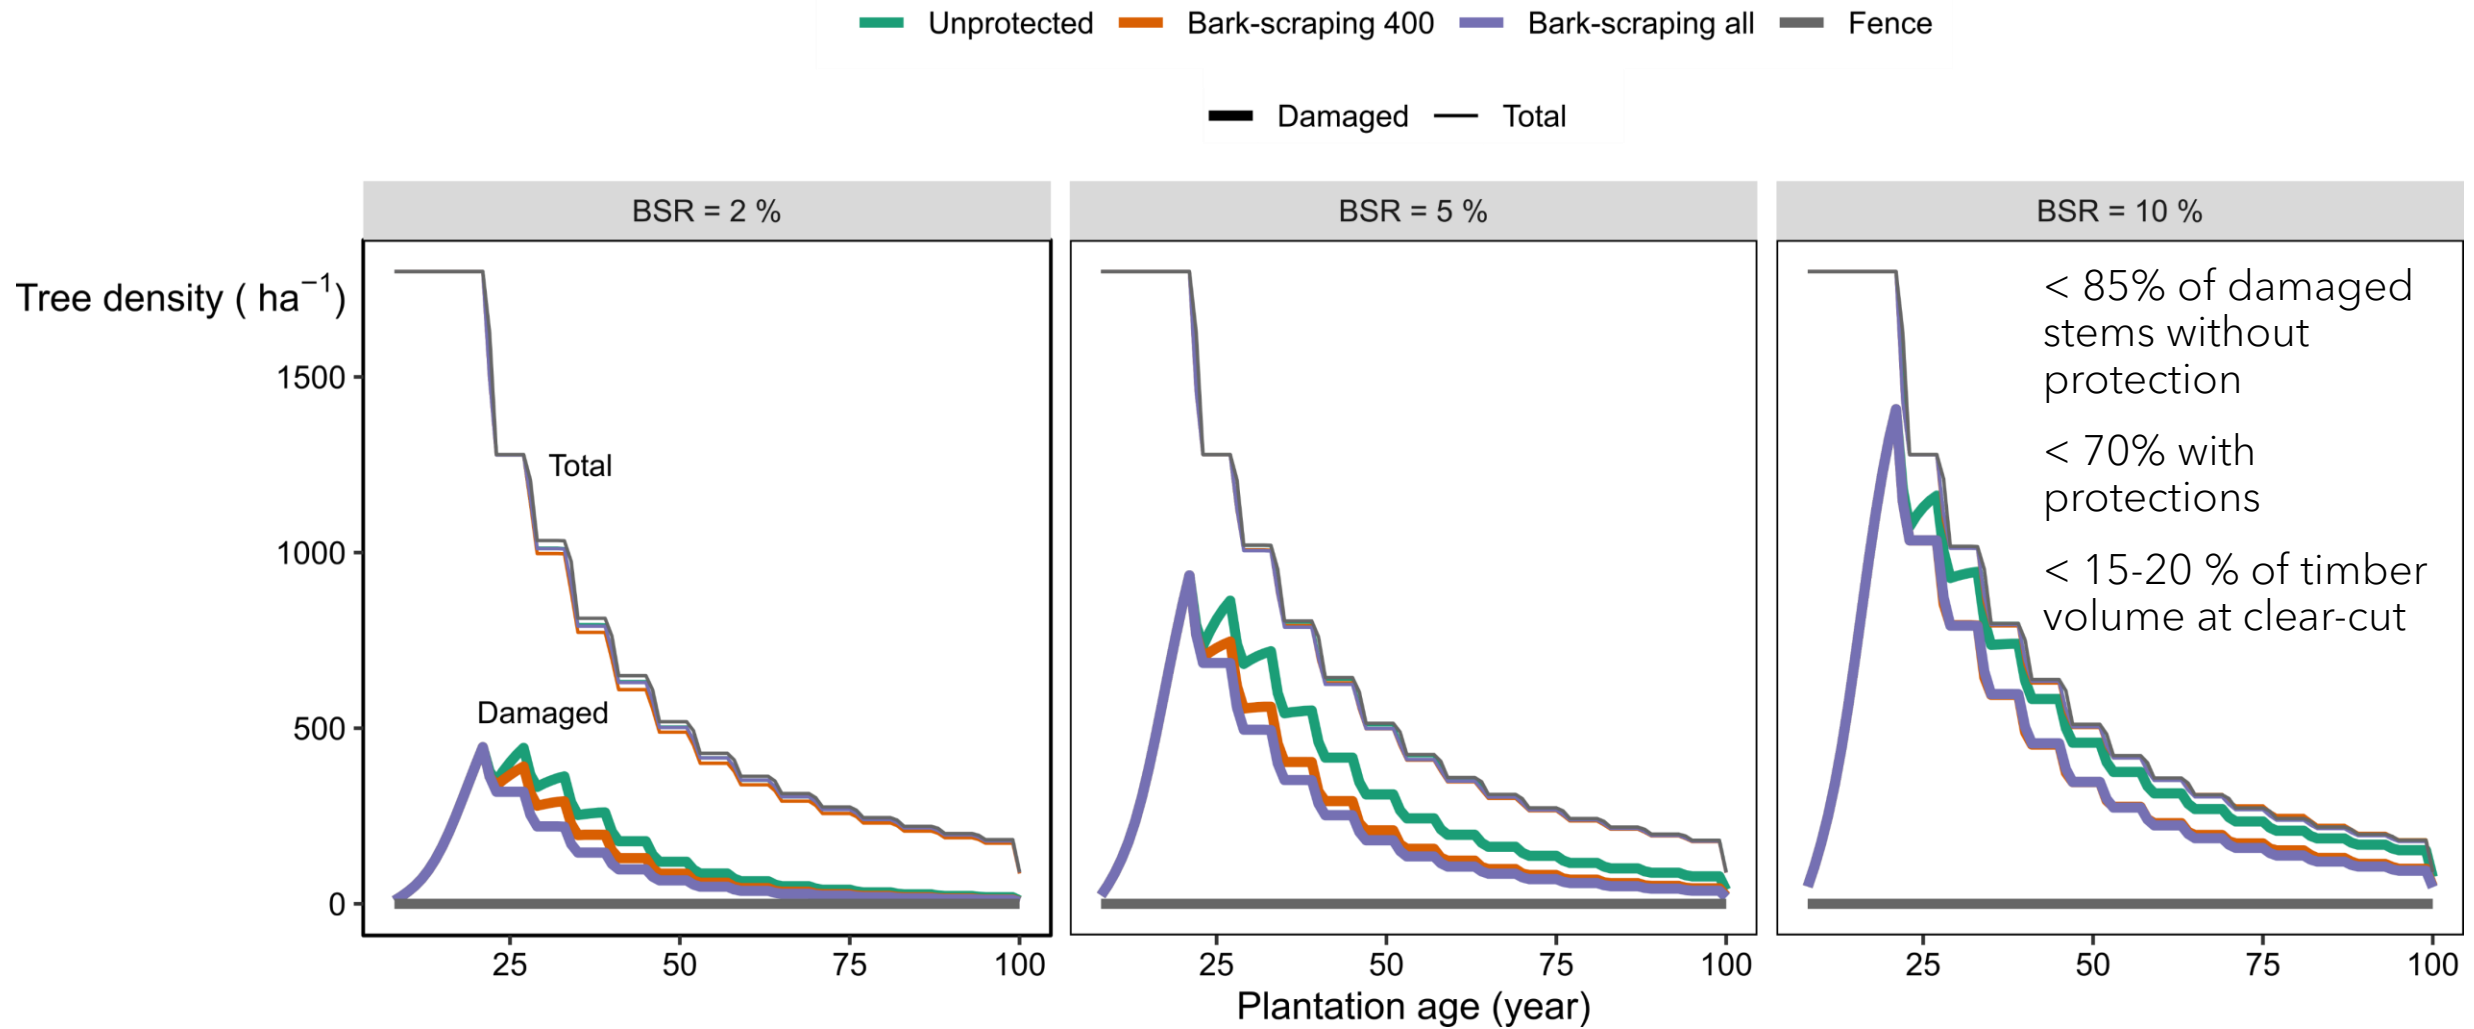 Unprotected Bark-scraping 400 Bark-scraping all Fence
Damaged Total
BSR = 2 % BSR = 5 % BSR = 10 %
Tree density ( ha⁻¹)
1500
1000
500
0
Total
Damaged
< 85% of damaged
stems without
protection
< 70% with
protections
< 15-20 % of timber
volume at clear-cut
25 50 75 100 25 50 75 100 25 50 75 100
Plantation age (year)